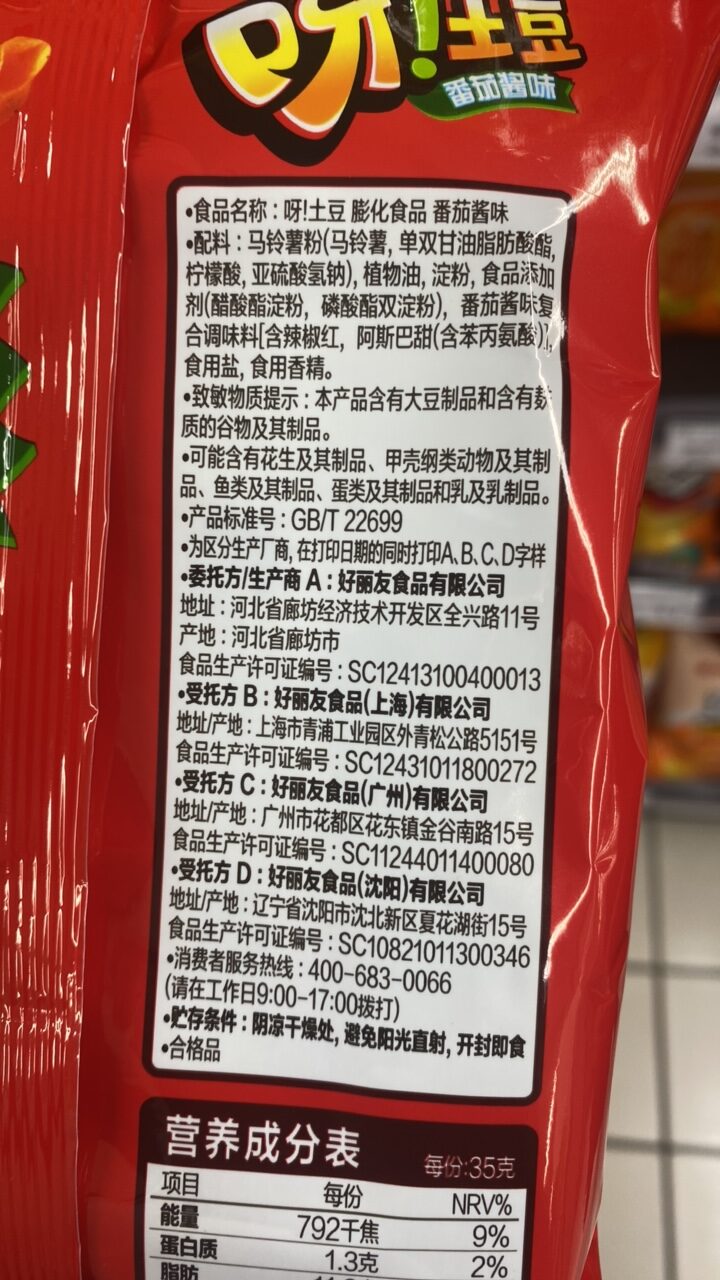 呀!土豆
番茄酱味
•食品名称：呀!土豆 膨化食品 番茄酱味
•配料：马铃薯粉(马铃薯, 单双甘油脂肪酸酯,
柠檬酸, 亚硫酸氢钠), 植物油, 淀粉, 食品添加
剂(醋酸酯淀粉, 磷酸酯双淀粉), 番茄酱味复
合调味料[含辣椒红, 阿斯巴甜(含苯丙氨酸)],
食用盐, 食用香精。
•致敏物质提示：本产品含有大豆制品和含有麸
质的谷物及其制品。
•可能含有花生及其制品、甲壳纲类动物及其制
品、鱼类及其制品、蛋类及其制品和乳及乳制品。
•产品标准号：GB/T 22699
•为区分生产厂商, 在打印日期的同时打印A、B、C、D字样
•委托方/生产商 A：好丽友食品有限公司
地址：河北省廊坊经济技术开发区全兴路11号
产地：河北省廊坊市
食品生产许可证编号：SC12413100400013
•受托方 B：好丽友食品(上海)有限公司
地址/产地：上海市青浦工业园区外青松公路5151号
食品生产许可证编号：SC12431011800272
•受托方 C：好丽友食品(广州)有限公司
地址/产地：广州市花都区花东镇金谷南路15号
食品生产许可证编号：SC11244011400080
•受托方 D：好丽友食品(沈阳)有限公司
地址/产地：辽宁省沈阳市沈北新区夏花湖街15号
食品生产许可证编号：SC10821011300346
•消费者服务热线：400-683-0066
(请在工作日9:00-17:00拨打)
•贮存条件：阴凉干燥处, 避免阳光直射, 开封即食
•合格品
营养成分表 每份:35克
项目 每份 NRV%
能量 792千焦 9%
蛋白质 1.3克 2%
脂肪